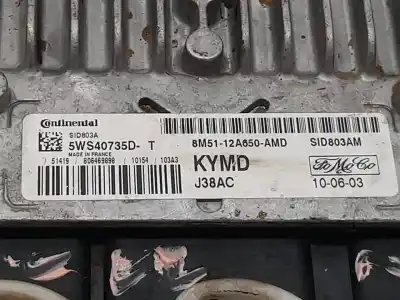 Continental
SID803A
5WS40735D- T
MADE IN FRANCE
51419 / 806469898 / 10154 / 103A3
8M51-12A650-AMD SID803AM
KYMD
J38AC
FoMoCo
10-06-03